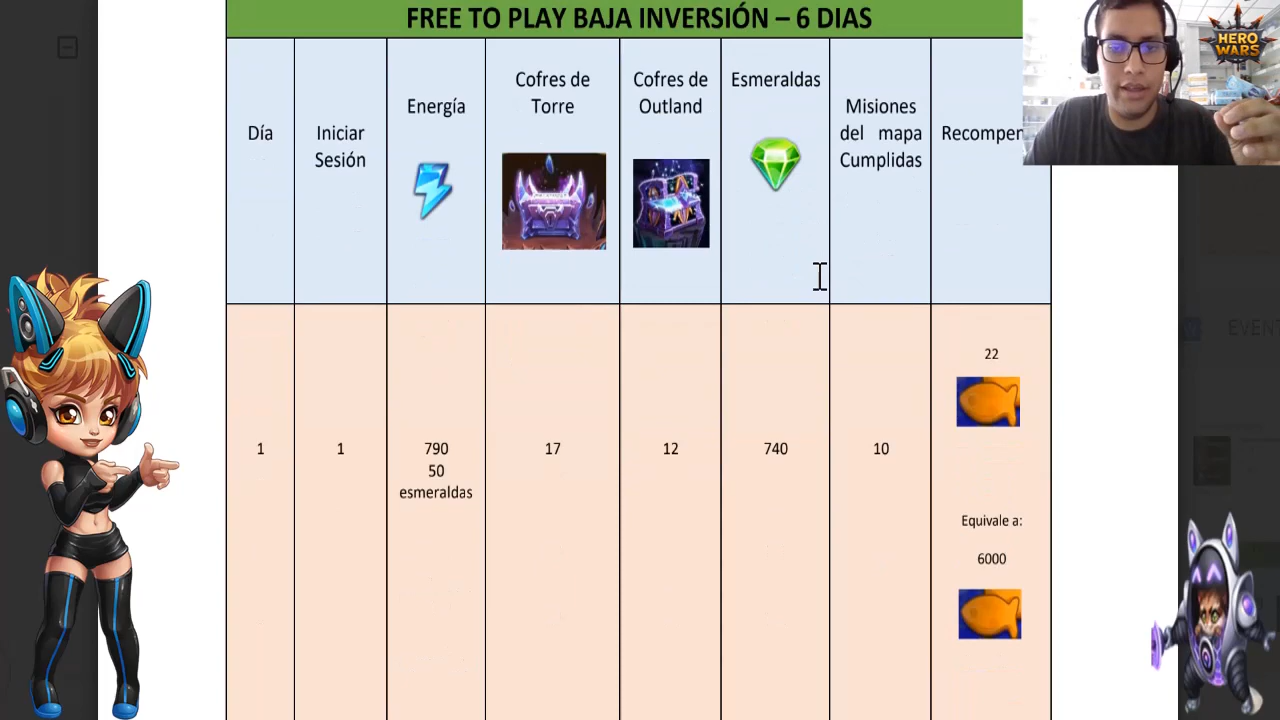 FREE TO PLAY BAJA INVERSIÓN – 6 DIAS
HERO
WARS
Día
Iniciar
Sesión
Energía
Cofres de
Torre
Cofres de
Outland
Esmeraldas
Misiones
del mapa
Cumplidas
Recompen
1
1
790
50
esmeraldas
17
12
740
10
22
Equivale a:
6000
EVEN